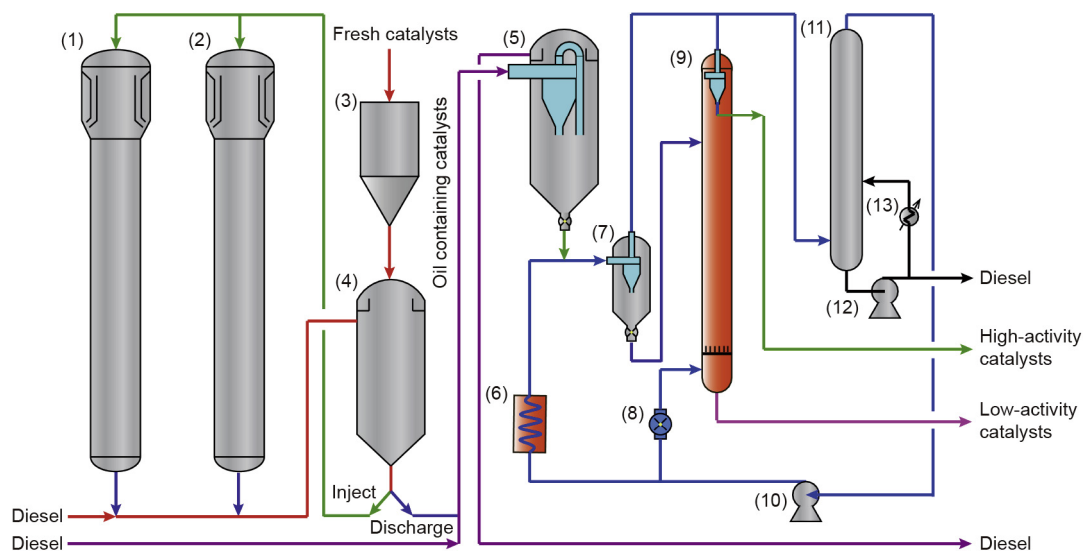 (1)
(2)
Fresh catalysts
(3)
Oil containing catalysts
(4)
(5)
(6)
(7)
(8)
(9)
(10)
(11)
(12)
(13)
Diesel
High-activity
catalysts
Low-activity
catalysts
Inject
Discharge
Diesel
Diesel
Diesel